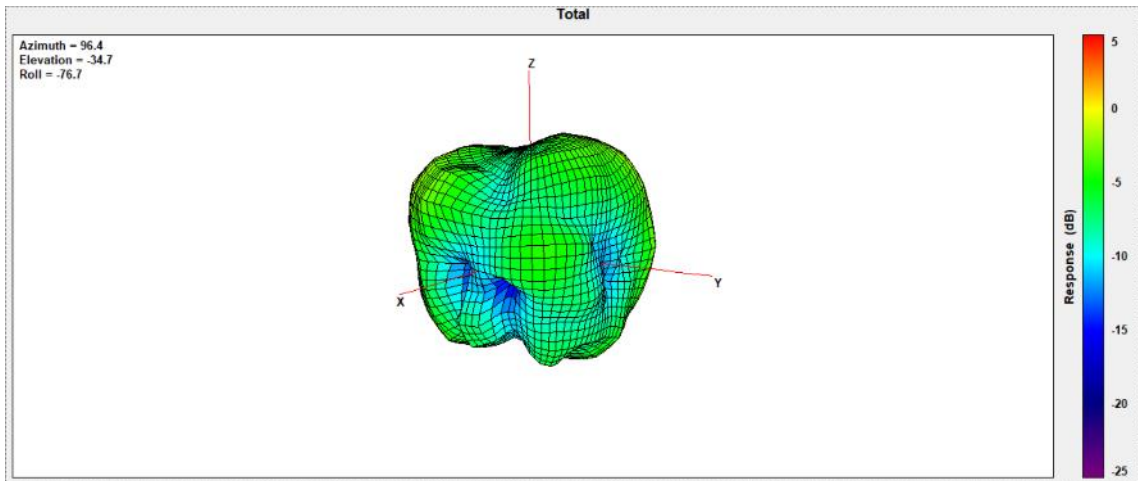 Total
Azimuth = 96.4
Elevation = -34.7
Roll = -76.7
Z
X
Y
5
0
-5
-10
-15
-20
-25
Response (dB)